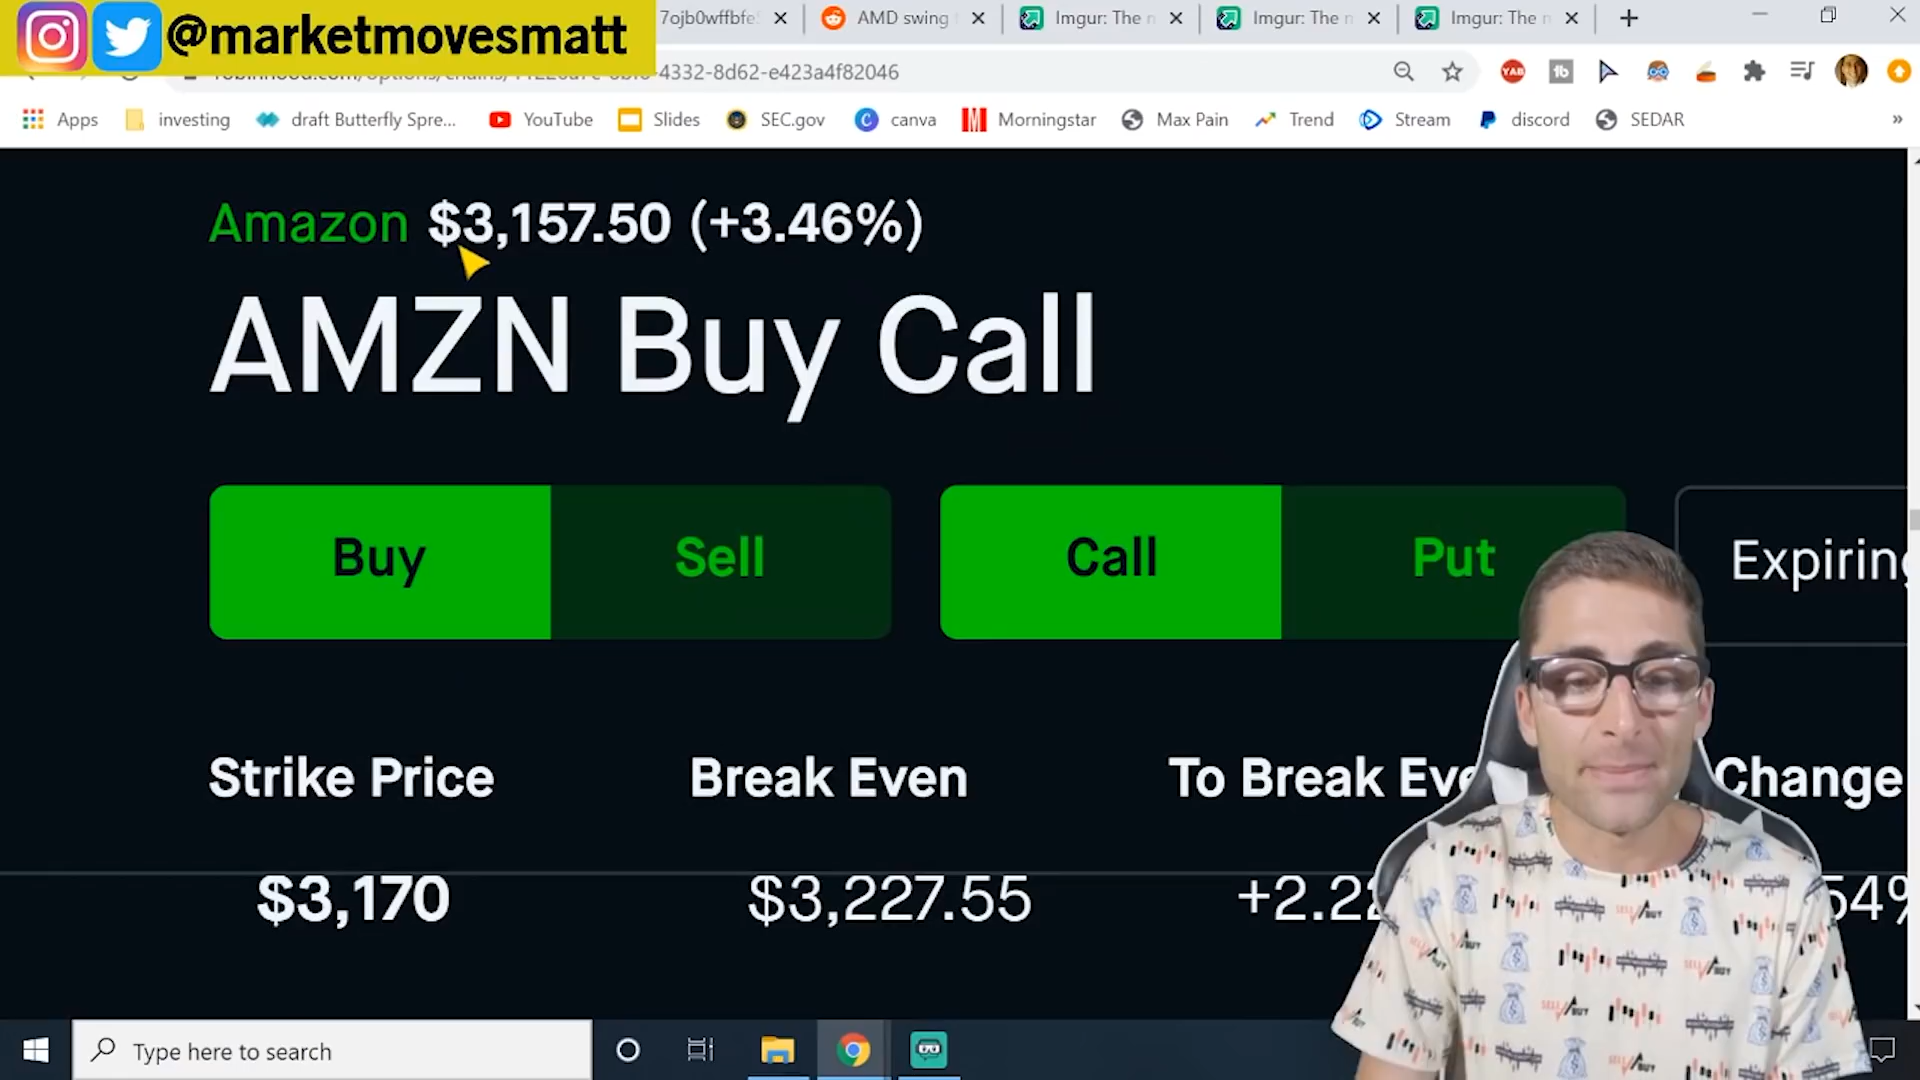 @marketmovesmatt
AMD swing
Imgur: The
Imgur: The
Imgur: The
-4332-8d62-e423a4f82046
Apps investing draft Butterfly Spre... YouTube Slides SEC.gov canva Morningstar Max Pain Trend Stream discord SEDAR »
Amazon $3,157.50 (+3.46%)
AMZN Buy Call
Buy Sell Call Put Expiring
Strike Price Break Even To Break Even Change
$3,170 $3,227.55 +2.22
Type here to search